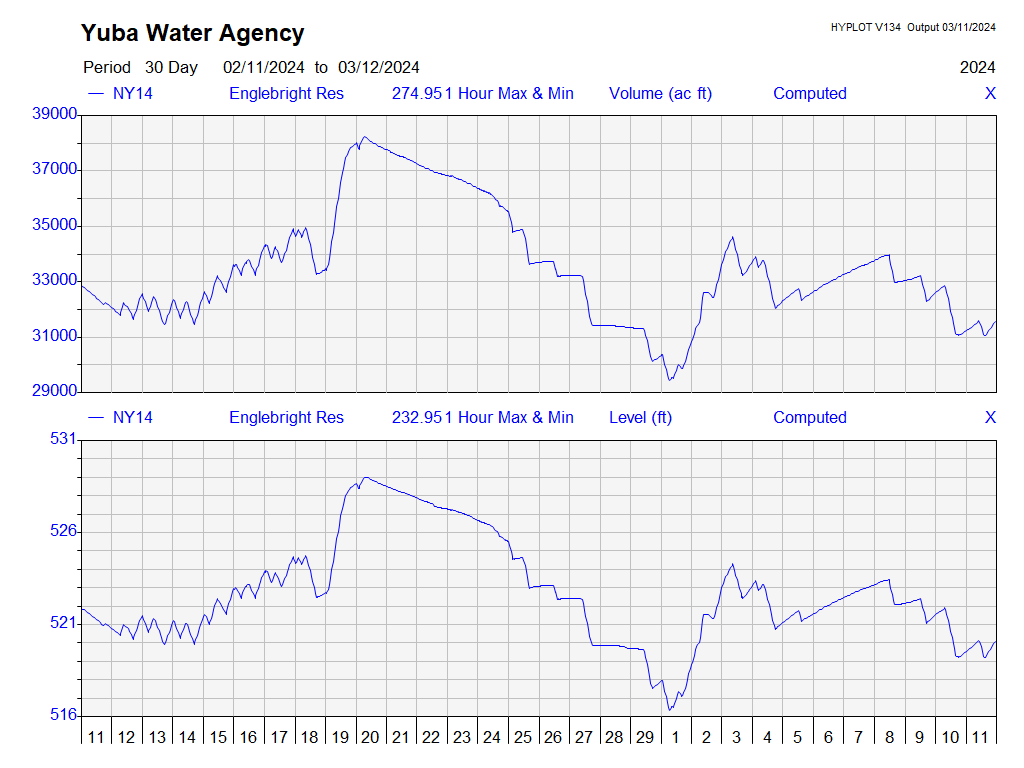 Yuba Water Agency
HYPLOT V134 Output 03/11/2024
Period 30 Day 02/11/2024 to 03/12/2024 2024
NY14 Englebright Res 274.951 Hour Max & Min Volume (ac ft) Computed X
39000
37000
35000
33000
31000
29000
NY14 Englebright Res 232.951 Hour Max & Min Level (ft) Computed X
531
526
521
516
11 12 13 14 15 16 17 18 19 20 21 22 23 24 25 26 27 28 29 1 2 3 4 5 6 7 8 9 10 11